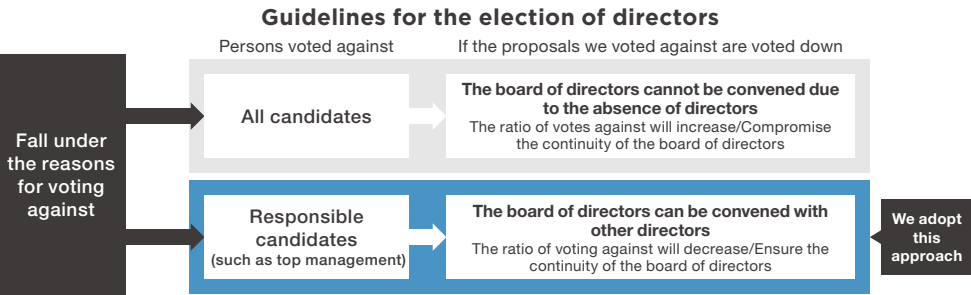 Guidelines for the election of directors
Persons voted against
If the proposals we voted against are voted down
Fall under
the reasons
for voting
against
All candidates
The board of directors cannot be convened due
to the absence of directors
The ratio of votes against will increase/Compromise
the continuity of the board of directors
Responsible
candidates
(such as top management)
The board of directors can be convened with
other directors
The ratio of voting against will decrease/Ensure the
continuity of the board of directors
We adopt
this
approach